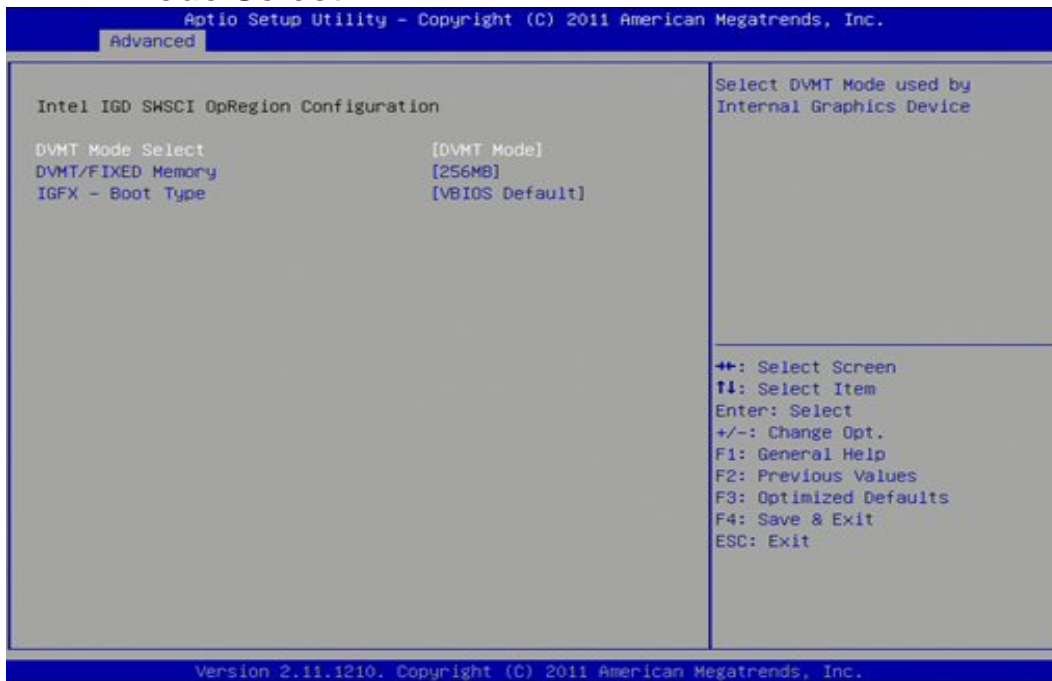 Aptio Setup Utility – Copyright (C) 2011 American Megatrends, Inc.
Advanced
Intel IGD SWSCI OpRegion Configuration
DVMT Mode Select [DVMT Mode]
DVMT/FIXED Memory [256MB]
IGFX – Boot Type [VBIOS Default]
Select DVMT Mode used by
Internal Graphics Device
→←: Select Screen
↑↓: Select Item
Enter: Select
+/-: Change Opt.
F1: General Help
F2: Previous Values
F3: Optimized Defaults
F4: Save & Exit
ESC: Exit
Version 2.11.1210. Copyright (C) 2011 American Megatrends, Inc.